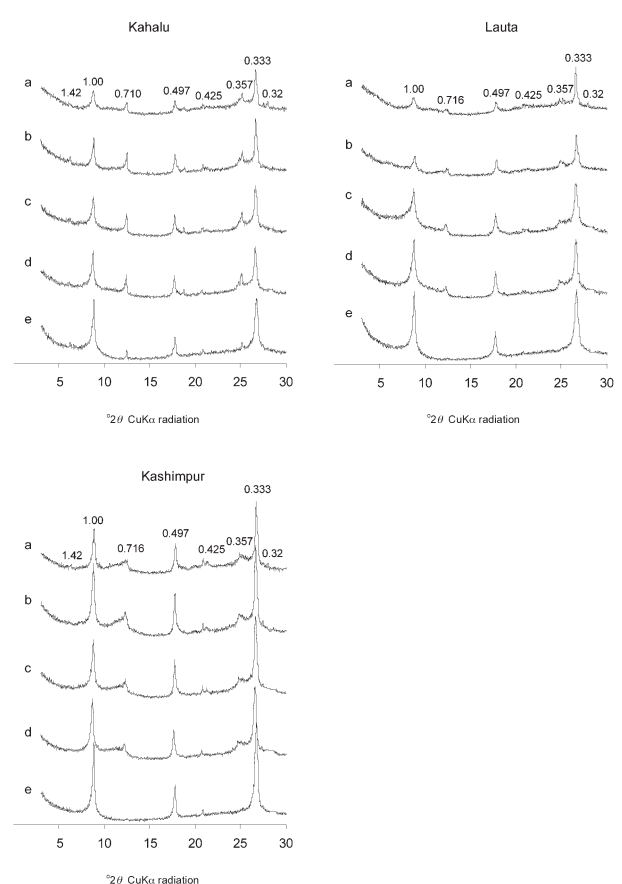 Kahalu
a 1.42 1.00 0.710 0.497 0.425 0.357 0.333 0.32
b
c
d
e
5 10 15 20 25 30
°2θ CuKα radiation
Lauta
a 1.00 0.716 0.497 0.425 0.357 0.333 0.32
b
c
d
e
5 10 15 20 25 30
°2θ CuKα radiation
Kashimpur
a 1.42 1.00 0.716 0.497 0.425 0.357 0.333 0.32
b
c
d
e
5 10 15 20 25 30
°2θ CuKα radiation